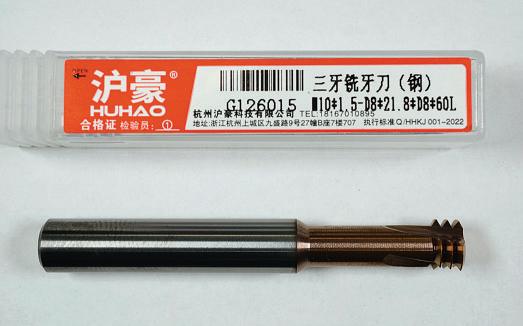 OPEN
沪豪®
HUHAO
合格证 检验员: ①
三牙铣牙刀(钢)
G126015 M10*1.5-D8*21.8*D8*60L
杭州沪豪科技有限公司 TEL:18167010895
地址:浙江杭州上城区九盛路9号27幢B座7楼707 执行标准Q/HHKJ 001-2022